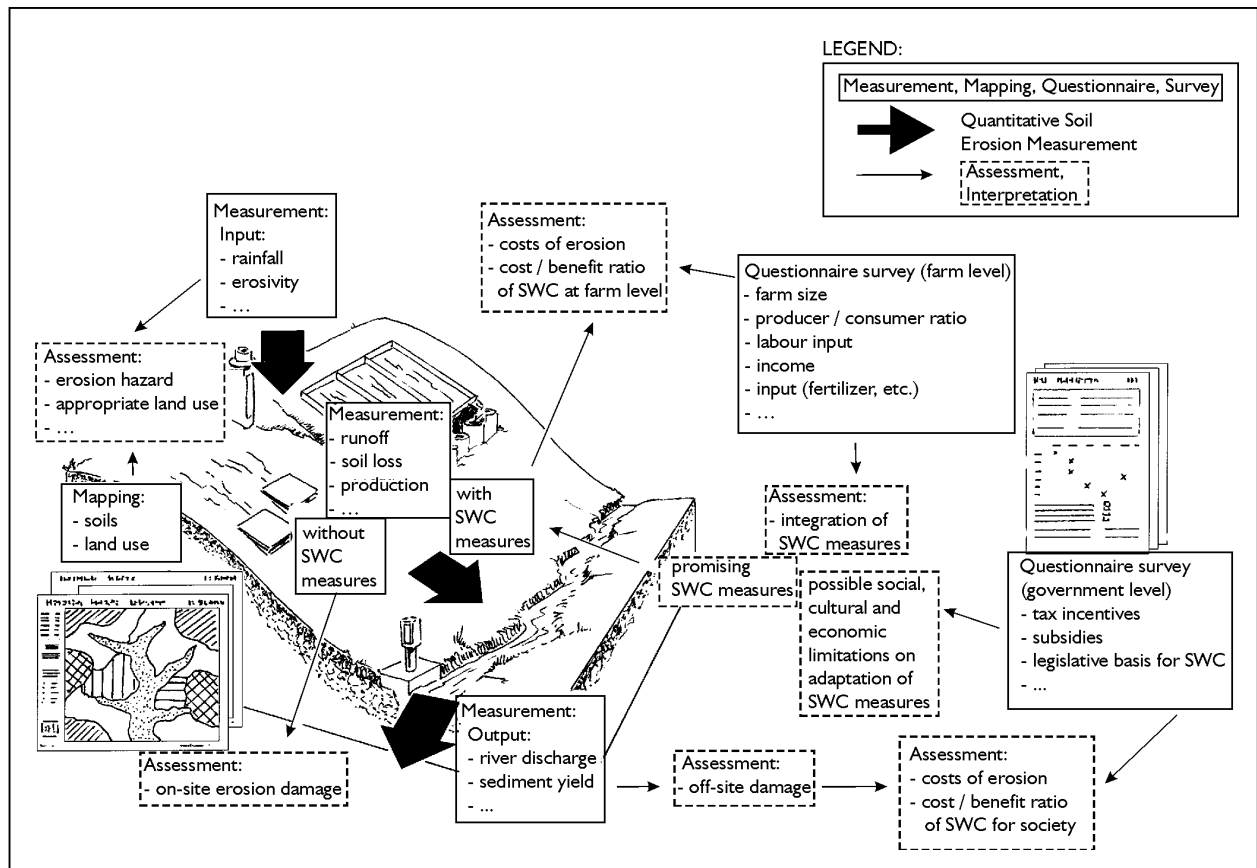 LEGEND:
Measurement, Mapping, Questionnaire, Survey
Quantitative Soil
Erosion Measurement
Assessment,
Interpretation
Measurement:
Input:
- rainfall
- erosivity
- ...
Assessment:
- costs of erosion
- cost / benefit ratio
of SWC at farm level
Questionnaire survey (farm level)
- farm size
- producer / consumer ratio
- labour input
- income
- input (fertilizer, etc.)
- ...
Assessment:
- erosion hazard
- appropriate land use
- ...
Measurement:
- runoff
- soil loss
- production
- ...
Mapping:
- soils
- land use
without
SWC
measures
with
SWC
measures
Assessment:
- integration of
SWC measures
promising
SWC measures
possible social,
cultural and
economic
limitations on
adaptation of
SWC measures
Questionnaire survey
(government level)
- tax incentives
- subsidies
- legislative basis for SWC
- ...
Measurement:
Output:
- river discharge
- sediment yield
- ...
Assessment:
- on-site erosion damage
Assessment:
- off-site damage
Assessment:
- costs of erosion
- cost / benefit ratio
of SWC for society